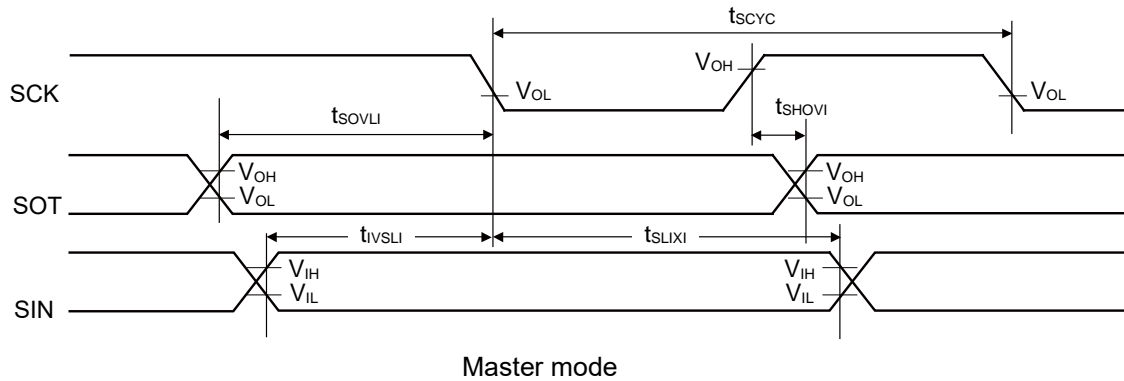 tSCYC
SCK
VOH
VOL
VOL
tSHOVI
tSOVLI
SOT
VOH
VOL
VOH
VOL
tIVSLI
tSLIXI
SIN
VIH
VIL
VIH
VIL
Master mode